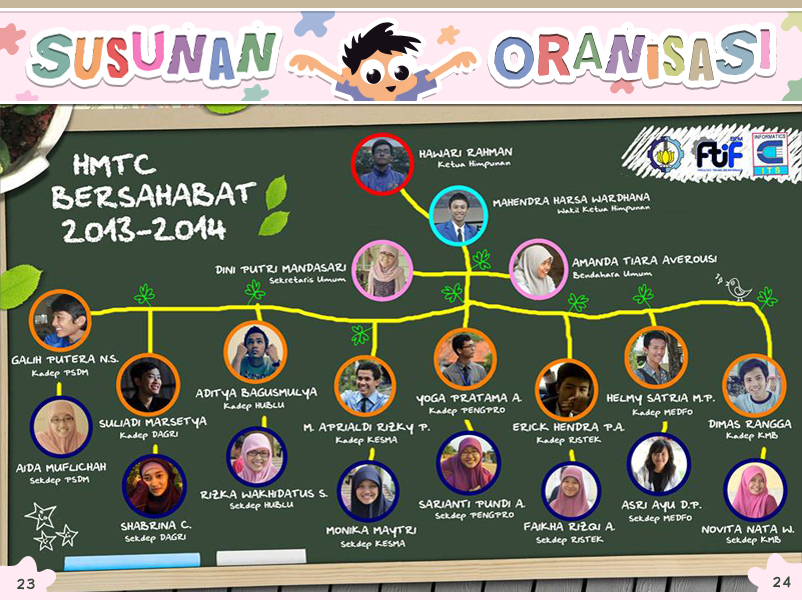 SUSUNAN ORANISASI
HMTC
BERSAHABAT
2013-2014
HAWARI RAHMAN
Ketua Himpunan
MAHENDRA HARSA WARDHANA
Wakil Ketua Himpunan
FTIF
INFORMATICS
ITS
DINI PUTRI MANDASARI
Sekretaris Umum
AMANDA TIARA AVEROUSI
Bendahara Umum
GALIH PUTERA N.S.
Kadep PSDM
SULIADI MARSETYA
Kadep DAGRI
ADITYA BAGUSMULYA
Kadep HUBLU
M. APRIALDI RIZKY P.
Kadep KESMA
YOGA PRATAMA A.
Kadep PENGPRO
ERICK HENDRA P.A.
Kadep RISTEK
HELMY SATRIA M.P.
Kadep MEDFO
DIMAS RANGGA
Kadep KMB
AIDA MUFLICHAH
Sekdep PSDM
SHABRINA C.
Sekdep DAGRI
RIZKA WAKHIDATUS S.
Sekdep HUBLU
MONIKA MAYTRI
Sekdep KESMA
SARIANTI PUNDI A.
Sekdep PENGPRO
FAIKHA RIZQI A.
Sekdep RISTEK
ASRI AYU D.P.
Sekdep MEDFO
NOVITA NATA W.
Sekdep KMB
23
24